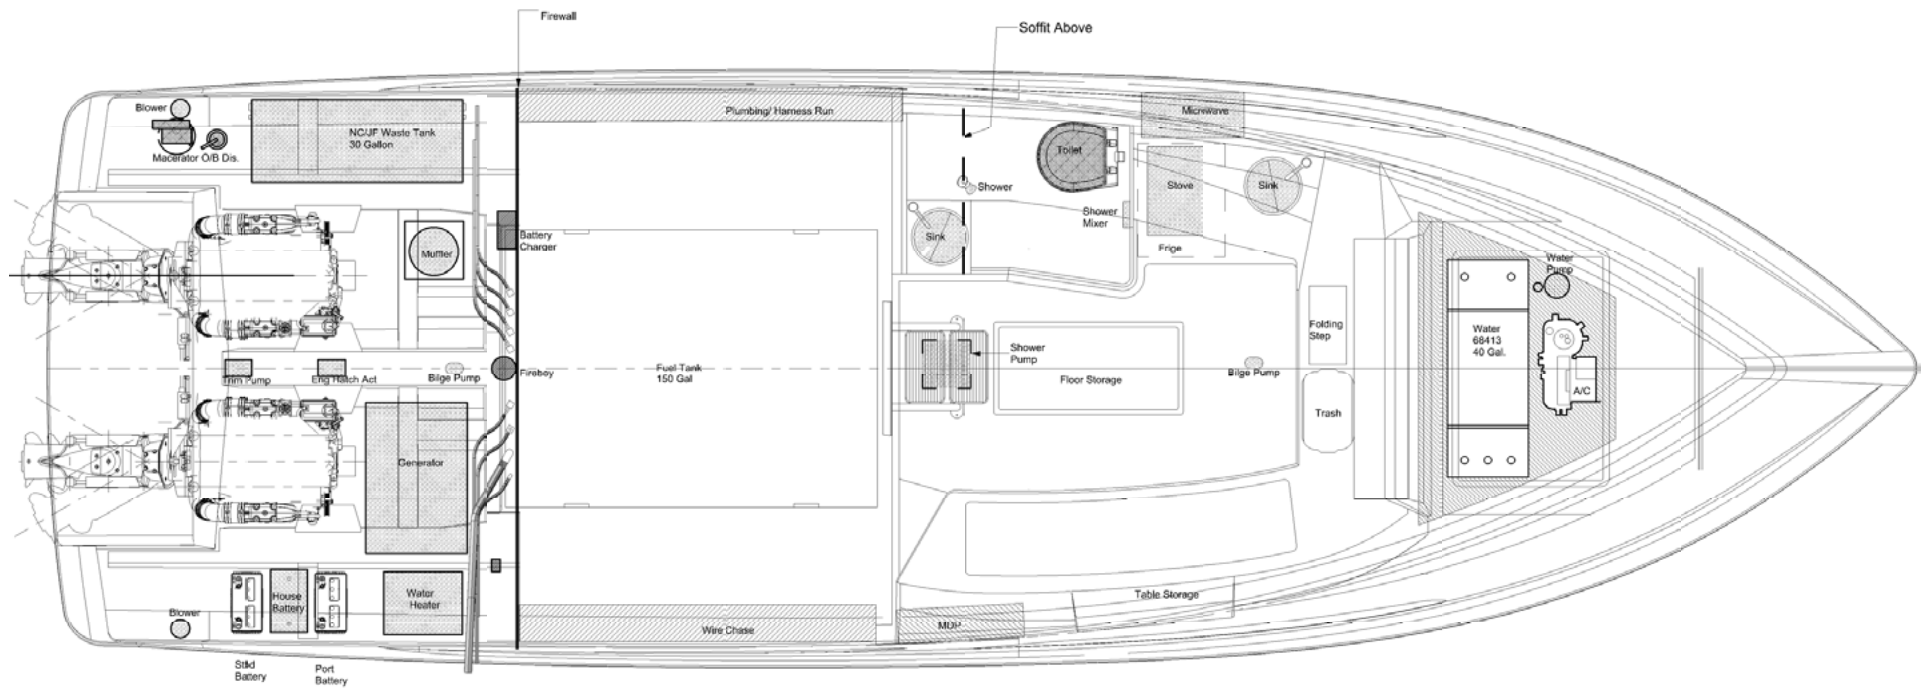 Firewall
Soffit Above
Blower
Macerator O/B Dis.
NC/JF Waste Tank
30 Gallon
Plumbing/ Harness Run
Toilet
Microwave
Stove
Sink
Shower
Shower
Mixer
Sink
Frige
Battery
Charger
Muffler
Water
Pump
Trim Pump
Eng Hatch Act
Bilge Pump
Fireboy
Fuel Tank
150 Gal
Shower
Pump
Floor Storage
Bilge Pump
Folding
Step
Trash
Water
68413
40 Gal.
A/C
Generator
House
Battery
Water
Heater
Blower
Wire Chase
MDP
Table Storage
Stbd
Battery
Port
Battery